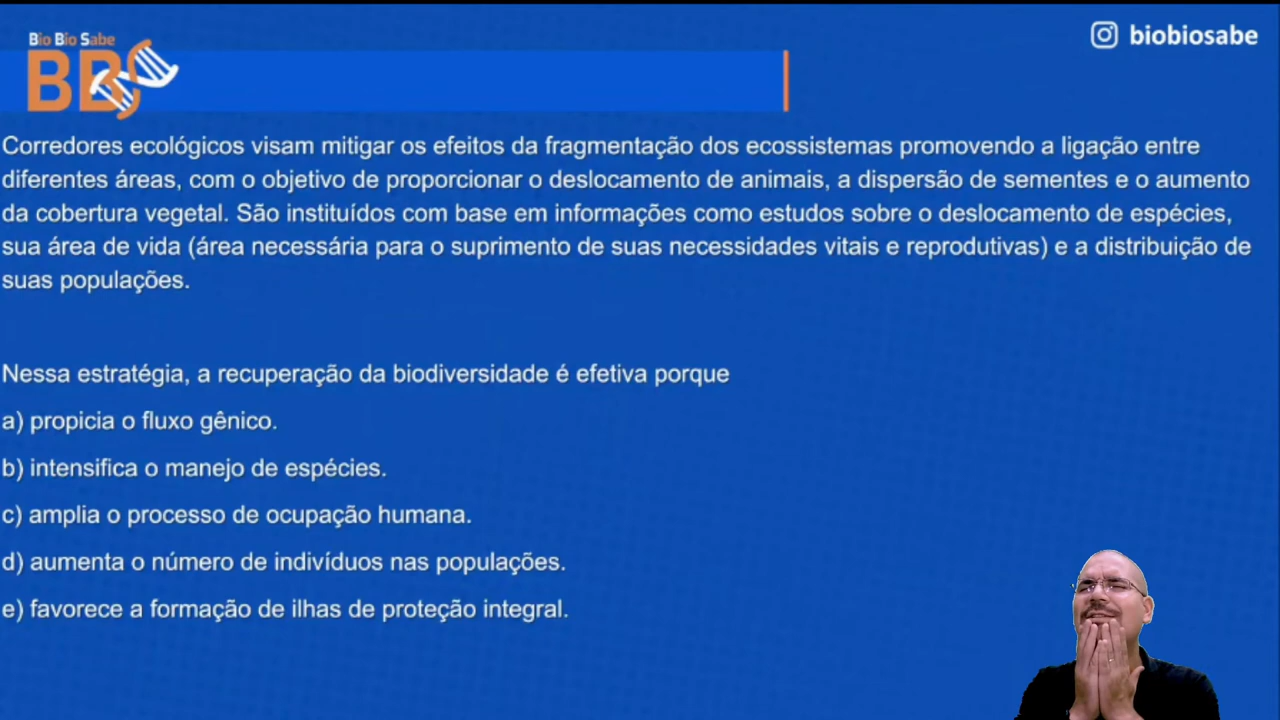 Bio Bio Sabe
BBS
biobiosabe
Corredores ecológicos visam mitigar os efeitos da fragmentação dos ecossistemas promovendo a ligação entre
diferentes áreas, com o objetivo de proporcionar o deslocamento de animais, a dispersão de sementes e o aumento
da cobertura vegetal. São instituídos com base em informações como estudos sobre o deslocamento de espécies,
sua área de vida (área necessária para o suprimento de suas necessidades vitais e reprodutivas) e a distribuição de
suas populações.
Nessa estratégia, a recuperação da biodiversidade é efetiva porque
a) propicia o fluxo gênico.
b) intensifica o manejo de espécies.
c) amplia o processo de ocupação humana.
d) aumenta o número de indivíduos nas populações.
e) favorece a formação de ilhas de proteção integral.